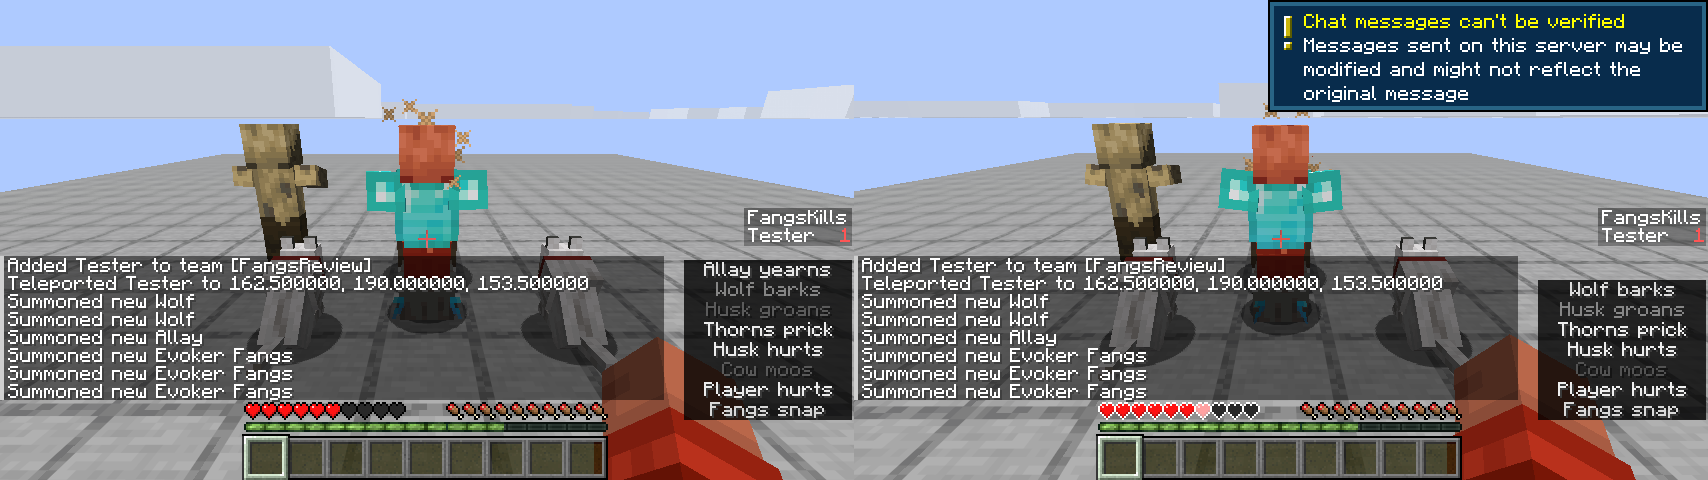 FangsKills
Tester 1
Added Tester to team [FangsReview]
Teleported Tester to 162.500000, 190.000000, 153.500000
Summoned new Wolf
Summoned new Wolf
Summoned new Allay
Summoned new Evoker Fangs
Summoned new Evoker Fangs
Summoned new Evoker Fangs
Allay yearns
Wolf barks
Husk groans
Thorns prick
Husk hurts
Cow moos
Player hurts
Fangs snap
Chat messages can't be verified
Messages sent on this server may be
modified and might not reflect the
original message
FangsKills
Tester 1
Added Tester to team [FangsReview]
Teleported Tester to 162.500000, 190.000000, 153.500000
Summoned new Wolf
Summoned new Wolf
Summoned new Allay
Summoned new Evoker Fangs
Summoned new Evoker Fangs
Summoned new Evoker Fangs
Wolf barks
Husk groans
Thorns prick
Husk hurts
Cow moos
Player hurts
Fangs snap